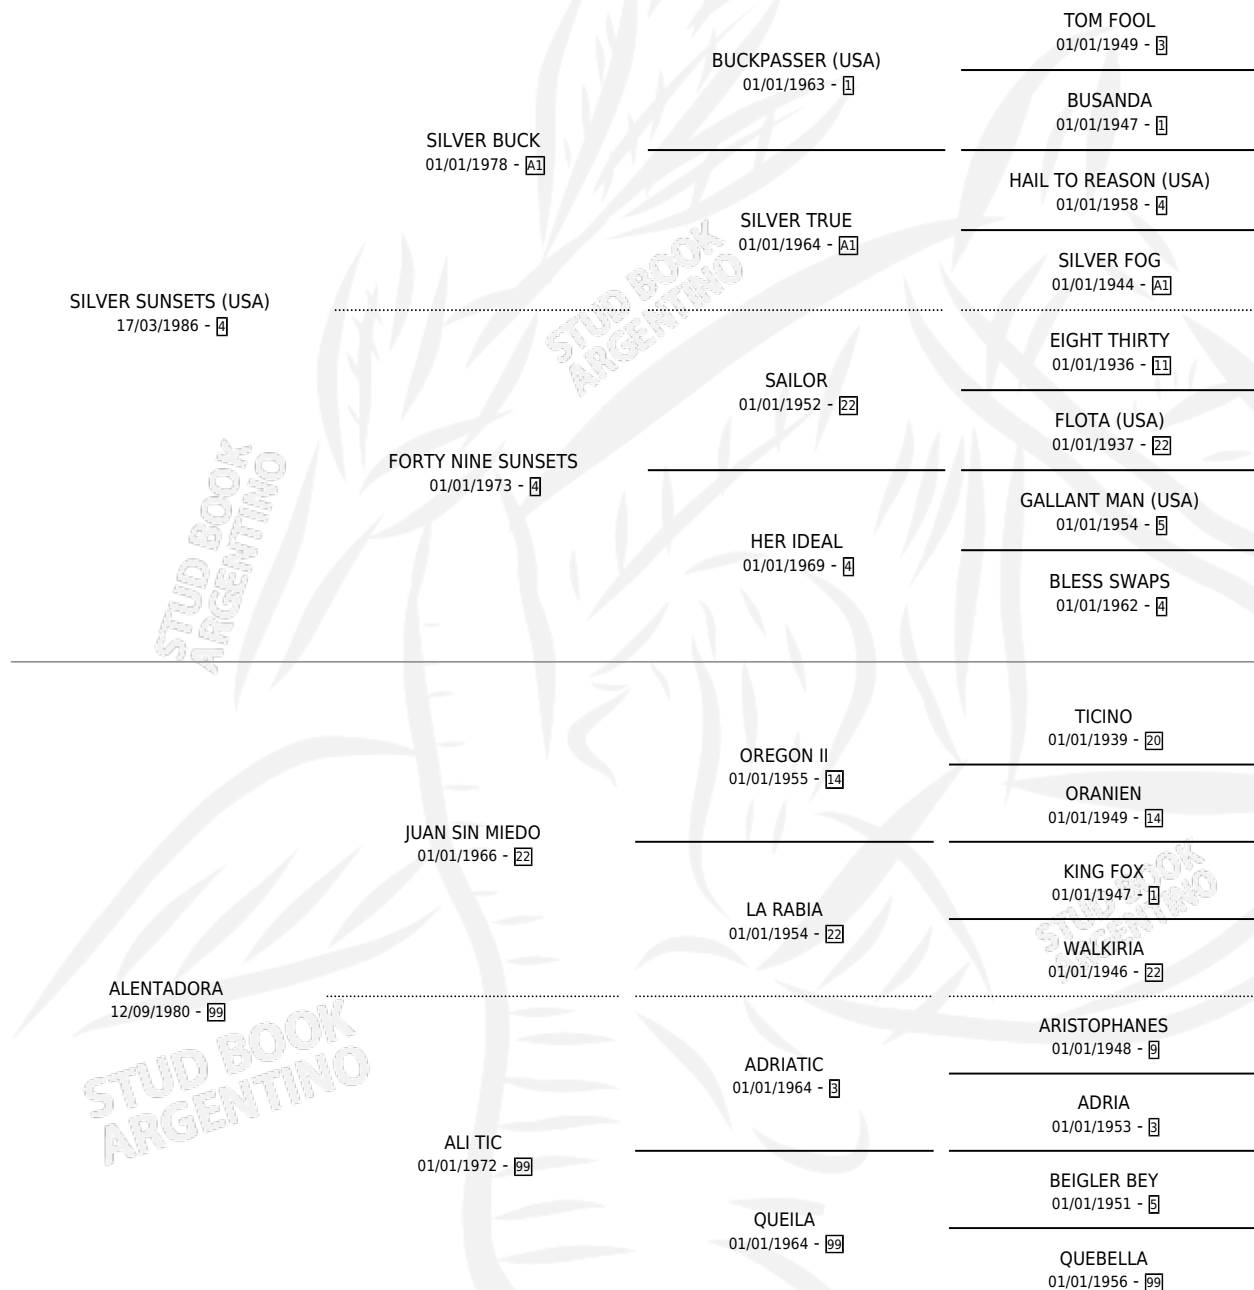 TOM FOOL
01/01/1949 - 3
BUCKPASSER (USA)
01/01/1963 - 1
BUSANDA
01/01/1947 - 1
SILVER BUCK
01/01/1978 - A1
HAIL TO REASON (USA)
01/01/1958 - 4
SILVER TRUE
01/01/1964 - A1
SILVER FOG
01/01/1944 - A1
SILVER SUNSETS (USA)
17/03/1986 - 4
EIGHT THIRTY
01/01/1936 - 11
SAILOR
01/01/1952 - 22
FLOTA (USA)
01/01/1937 - 22
FORTY NINE SUNSETS
01/01/1973 - 4
GALLANT MAN (USA)
01/01/1954 - 5
HER IDEAL
01/01/1969 - 4
BLESS SWAPS
01/01/1962 - 4
TICINO
01/01/1939 - 20
OREGON II
01/01/1955 - 14
ORANIEN
01/01/1949 - 14
JUAN SIN MIEDO
01/01/1966 - 22
KING FOX
01/01/1947 - 1
LA RABIA
01/01/1954 - 22
WALKIRIA
01/01/1946 - 22
ALENTADORA
12/09/1980 - 99
ARISTOPHANES
01/01/1948 - 9
ADRIATIC
01/01/1964 - 3
ADRIA
01/01/1953 - 3
ALI TIC
01/01/1972 - 99
BEIGLER BEY
01/01/1951 - 5
QUEILA
01/01/1964 - 99
QUEBELLA
01/01/1956 - 99
STUD BOOK
ARGENTINO
STUD BOOK
ARGENTINO
STUD BOOK
ARGENTINO
STUD BOOK
ARGENTINO